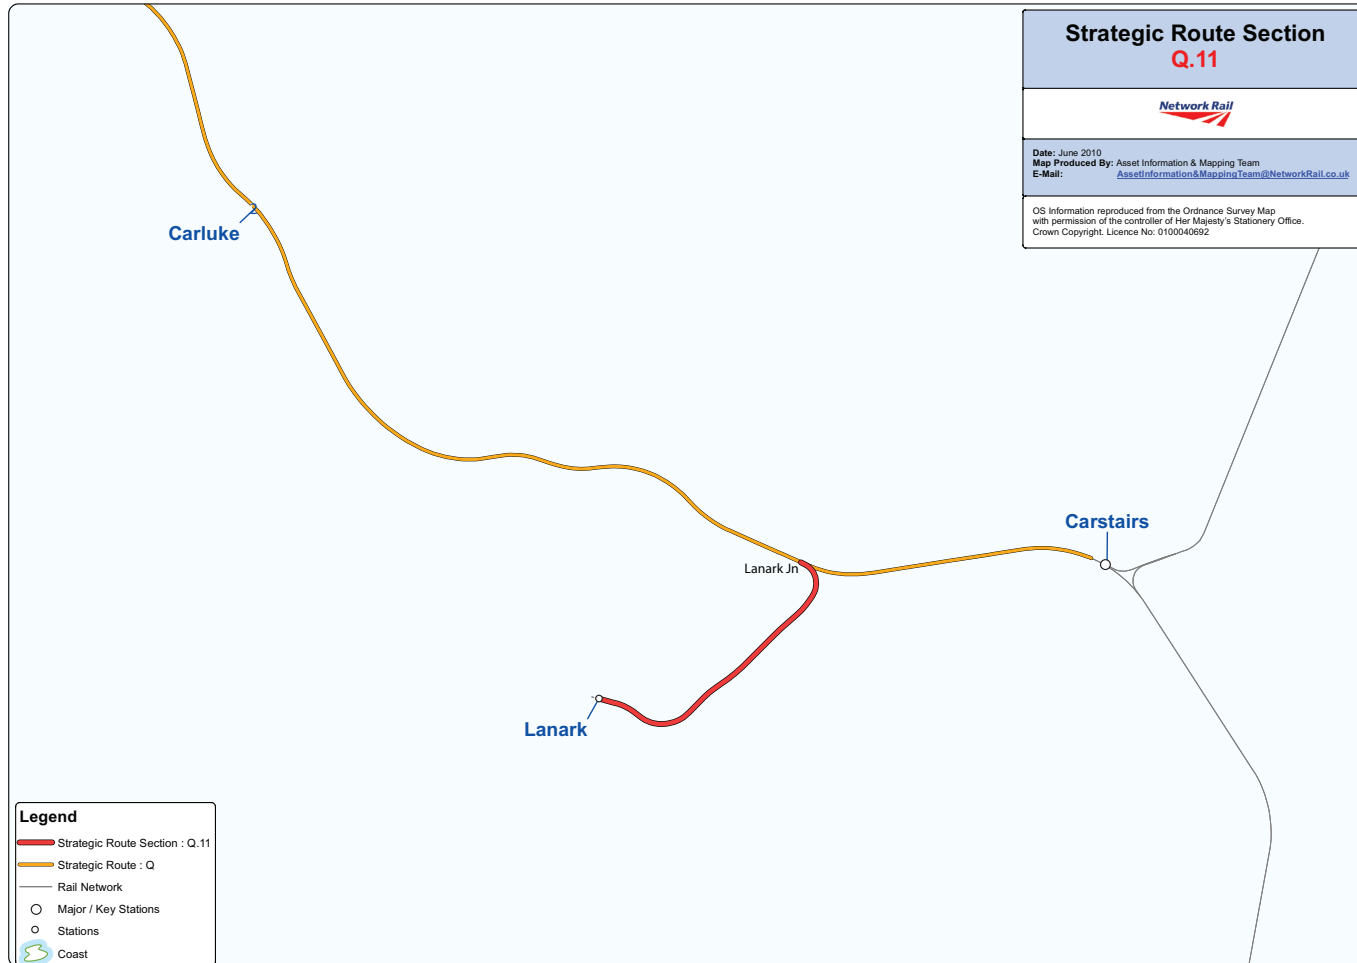 Strategic Route Section
Q.11
Network Rail
Date: June 2010
Map Produced By: Asset Information & Mapping Team
E-Mail: AssetInformation&MappingTeam@NetworkRail.co.uk
OS Information reproduced from the Ordnance Survey Map
with permission of the controller of Her Majesty's Stationery Office.
Crown Copyright. Licence No: 0100040692
Carluke
Carstairs
Lanark Jn
Lanark
Legend
Strategic Route Section : Q.11
Strategic Route : Q
Rail Network
Major / Key Stations
Stations
Coast